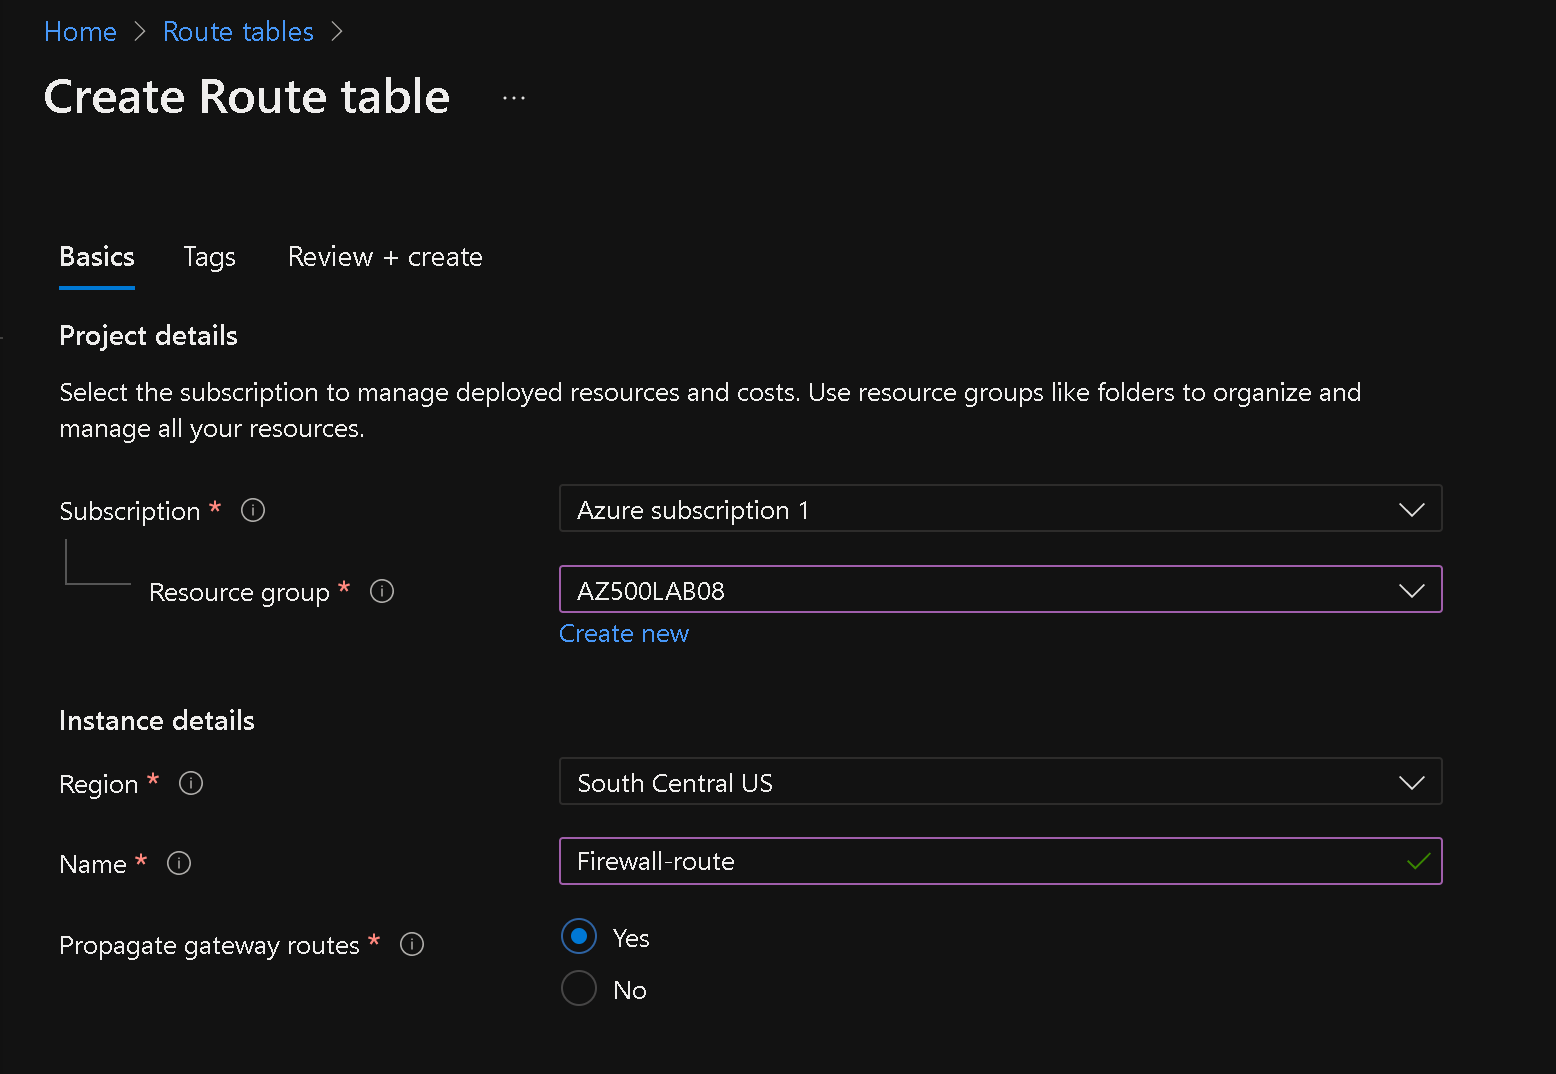 Home > Route tables >
Create Route table ...
Basics Tags Review + create
Project details
Select the subscription to manage deployed resources and costs. Use resource groups like folders to organize and
manage all your resources.
Subscription * Azure subscription 1
Resource group * AZ500LAB08
Create new
Instance details
Region * South Central US
Name * Firewall-route
Propagate gateway routes * Yes
No